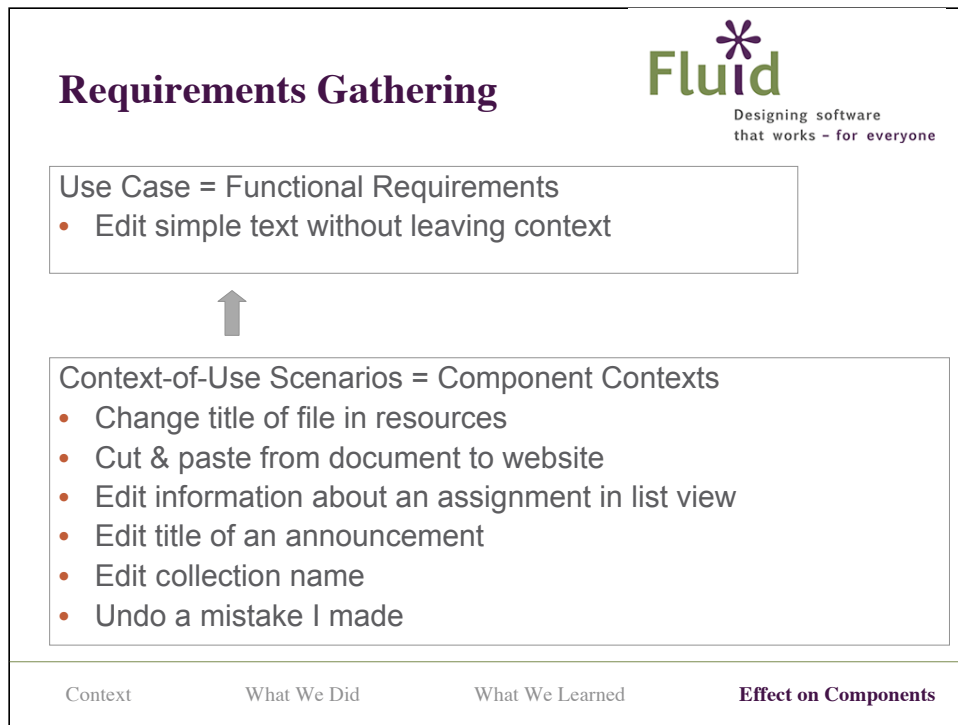 Requirements Gathering
Fluid
Designing software
that works – for everyone
Use Case = Functional Requirements
• Edit simple text without leaving context
Context-of-Use Scenarios = Component Contexts
• Change title of file in resources
• Cut & paste from document to website
• Edit information about an assignment in list view
• Edit title of an announcement
• Edit collection name
• Undo a mistake I made
Context What We Did What We Learned Effect on Components